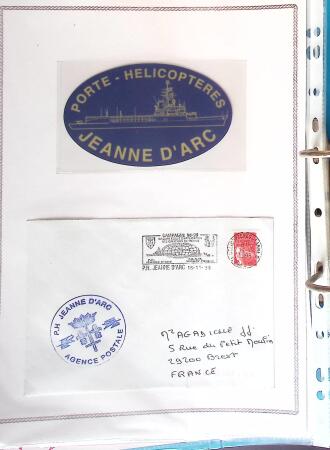 PORTE - HELICOPTERES
JEANNE D'ARC
CAMPAGNE 98-99
P.H. JEANNE D'ARC
P.H JEANNE D'ARC
AGENCE POSTALE
5 Rue du Petit Moulin
29200 Brest
FRANCE